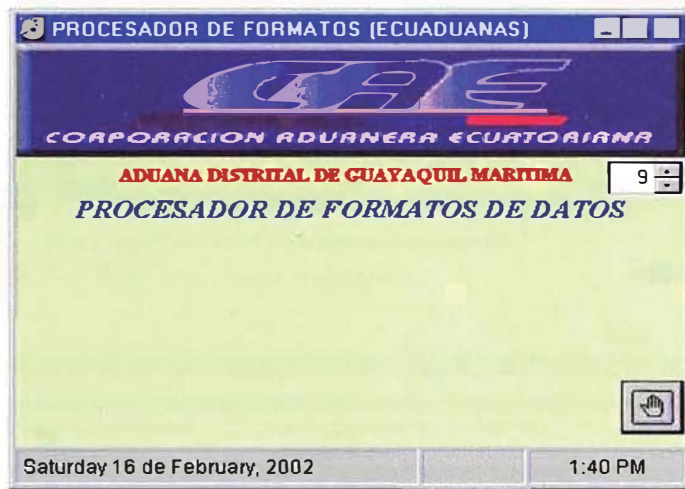 PROCESADOR DE FORMATOS (ECUADUANAS)
CAE
CORPORACION ADUANERA ECUATORIANA
ADUANA DISTRITAL DE GUAYAQUIL MARITIMA
9
PROCESADOR DE FORMATOS DE DATOS
Saturday 16 de February, 2002
1:40 PM